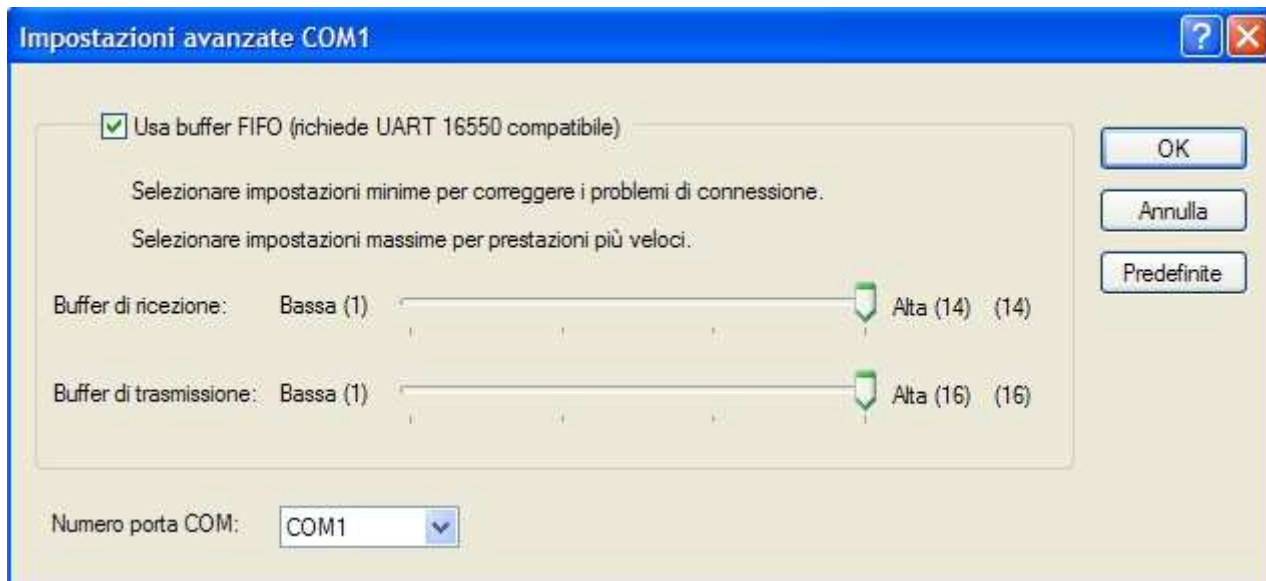 Impostazioni avanzate COM1
Usa buffer FIFO (richiede UART 16550 compatibile)
OK
Selezionare impostazioni minime per correggere i problemi di connessione.
Annulla
Selezionare impostazioni massime per prestazioni più veloci.
Predefinite
Buffer di ricezione: Bassa (1) Alta (14) (14)
Buffer di trasmissione: Bassa (1) Alta (16) (16)
Numero porta COM: COM1